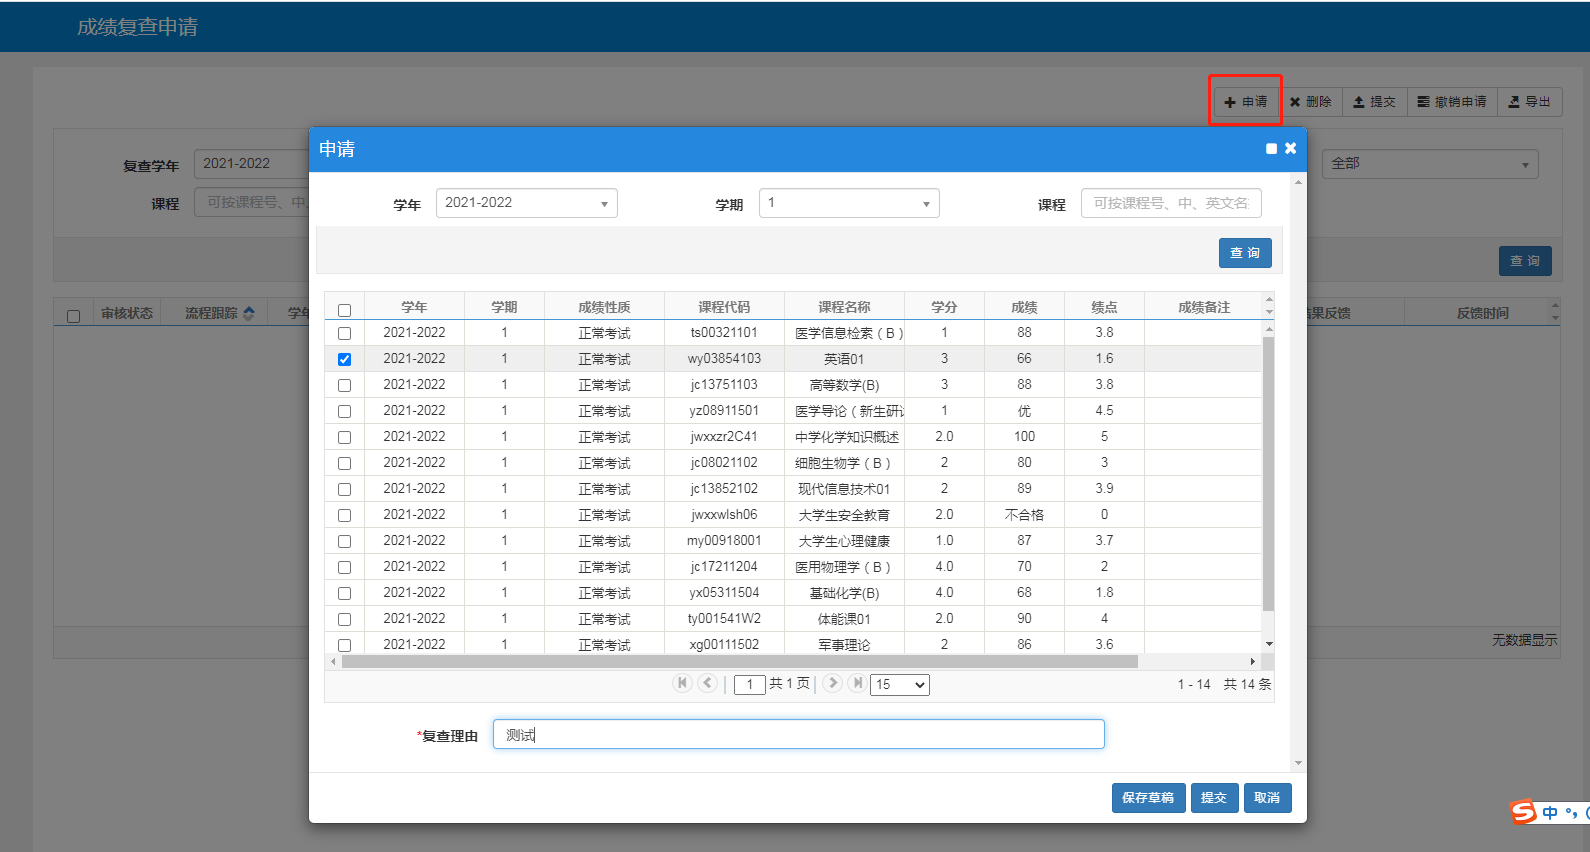 成绩复查申请
申请 删除 提交 撤销申请 导出
复查学年 2021-2022 全部
课程 可按课程号、中、
查 询
审核状态 流程跟踪 学年 结果反馈 反馈时间
无数据显示
申请
学年 2021-2022 学期 1 课程 可按课程号、中、英文名
查 询
学年 学期 成绩性质 课程代码 课程名称 学分 成绩 绩点 成绩备注
2021-2022 1 正常考试 ts00321101 医学信息检索（B） 1 88 3.8
2021-2022 1 正常考试 wy03854103 英语01 3 66 1.6
2021-2022 1 正常考试 jc13751103 高等数学(B) 3 88 3.8
2021-2022 1 正常考试 yz08911501 医学导论（新生研 1 优 4.5
2021-2022 1 正常考试 jwxxzr2C41 中学化学知识概述 2.0 100 5
2021-2022 1 正常考试 jc08021102 细胞生物学（B） 2 80 3
2021-2022 1 正常考试 jc13852102 现代信息技术01 2 89 3.9
2021-2022 1 正常考试 jwxxwlsh06 大学生安全教育 2.0 不合格 0
2021-2022 1 正常考试 my00918001 大学生心理健康 1.0 87 3.7
2021-2022 1 正常考试 jc17211204 医用物理学（B） 4.0 70 2
2021-2022 1 正常考试 yx05311504 基础化学(B) 4.0 68 1.8
2021-2022 1 正常考试 ty001541W2 体能课01 2.0 90 4
2021-2022 1 正常考试 xg00111502 军事理论 2 86 3.6
1 共 1 页 15 1 - 14 共 14 条
*复查理由 测试
保存草稿 提交 取消
S 中 °，